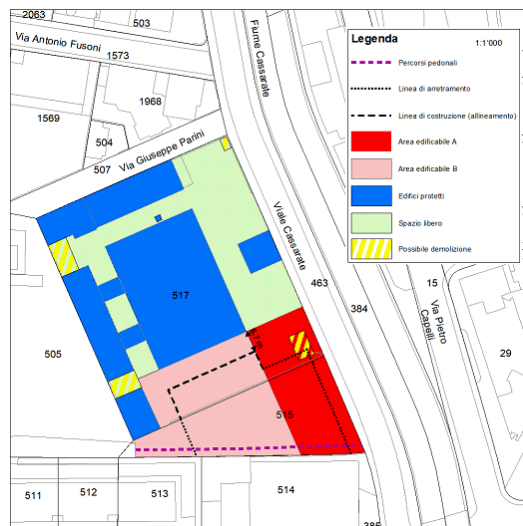 2063
503
Via Antonio Fusoni
1573
Fiume Cassarate
Legenda
1:1'000
Percorsi pedonali
Linea di arretramento
Linea di costruzione (allineamento)
Area edificabile A
Area edificabile B
Edifici protetti
Spazio libero
Possibile demolizione
1968
1569
504
507
Via Giuseppe Parini
Viale Cassarate
463
384
15
Via Pietro
Capelli
29
517
505
515
511
512
513
514
385